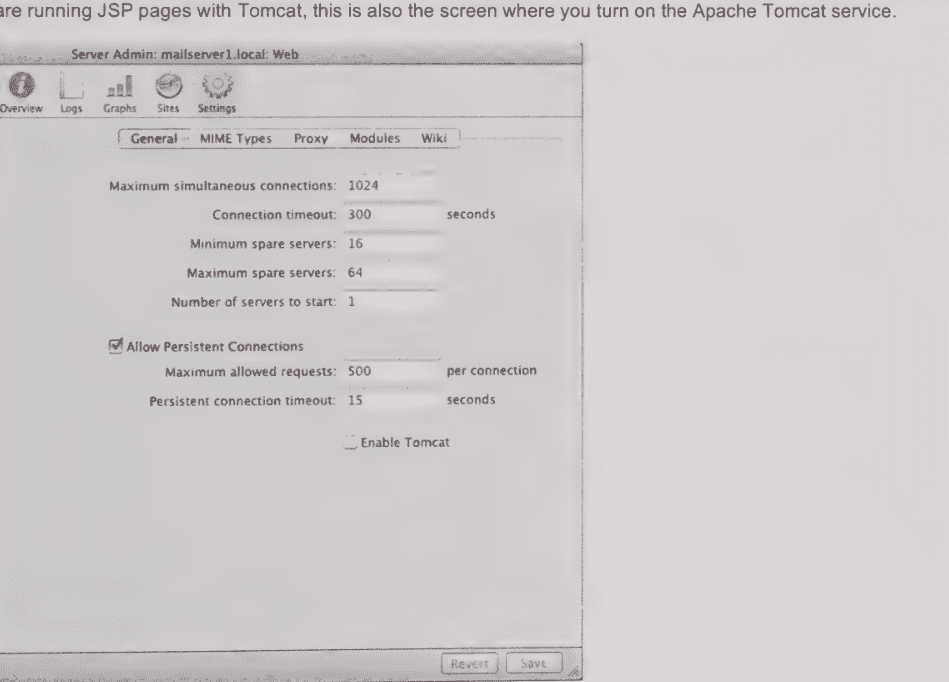 are running JSP pages with Tomcat, this is also the screen where you turn on the Apache Tomcat service.
Server Admin: mailserver1.local: Web
Overview Logs Graphs Sites Settings
General MIME Types Proxy Modules Wiki
Maximum simultaneous connections: 1024
Connection timeout: 300 seconds
Minimum spare servers: 16
Maximum spare servers: 64
Number of servers to start: 1
Allow Persistent Connections
Maximum allowed requests: 500 per connection
Persistent connection timeout: 15 seconds
Enable Tomcat
Revert Save